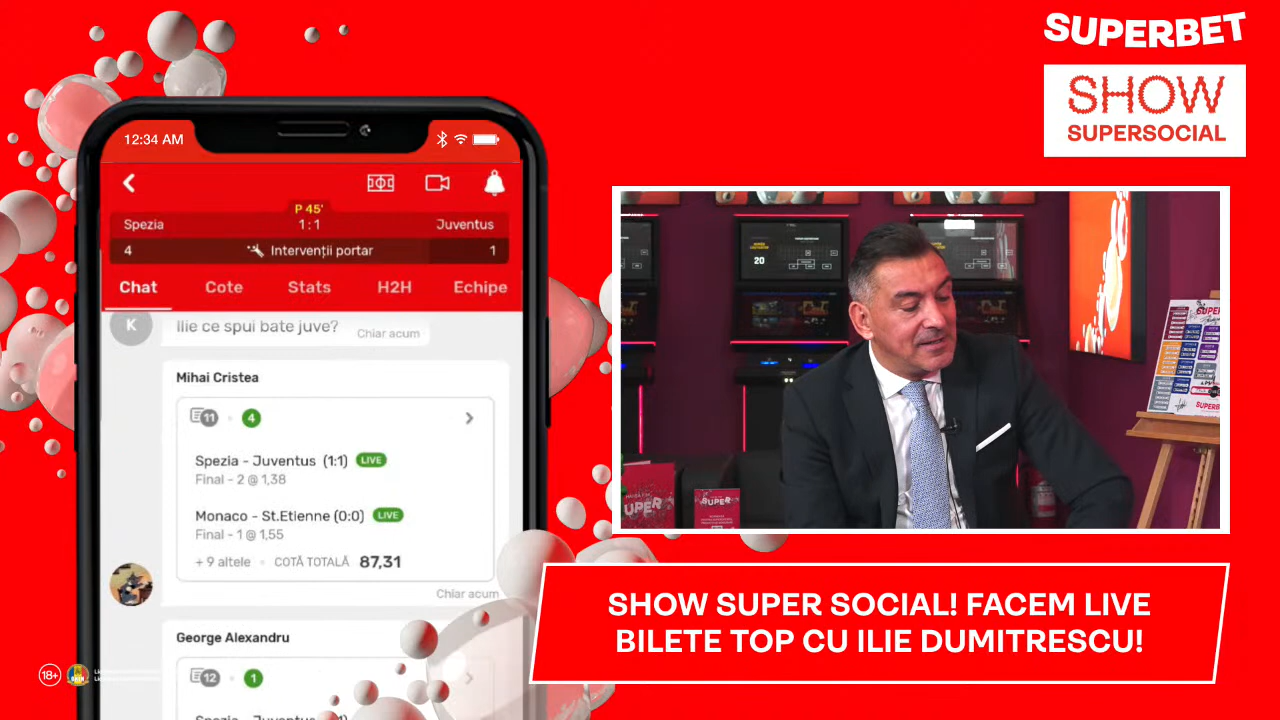 SUPERBET
SHOW
SUPERSOCIAL
12:34 AM
P 45'
Spezia
1 : 1
Juventus
4
Intervenții portar
1
Chat
Cote
Stats
H2H
Echipe
K
Ilie ce spui bate juve?
Chiar acum
Mihai Cristea
11
4
Spezia - Juventus (1:1) LIVE
Final - 2 @ 1,38
Monaco - St.Etienne (0:0) LIVE
Final - 1 @ 1,55
+ 9 altele
COTĂ TOTALĂ 87,31
Chiar acum
George Alexandru
12
1
20
SUPER
SHOW SUPER SOCIAL! FACEM LIVE
BILETE TOP CU ILIE DUMITRESCU!
18+